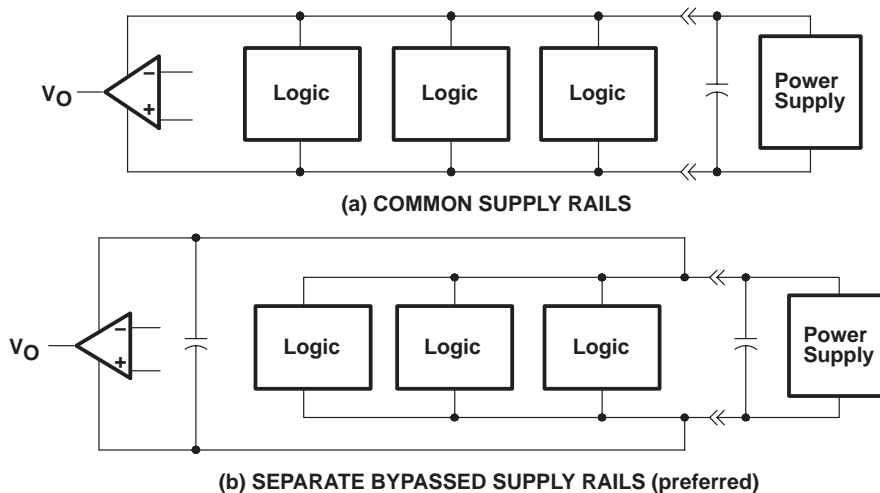 − 
+
VO
Logic
Logic
Logic
Power
Supply
(a) COMMON SUPPLY RAILS
−
+
VO
Logic
Logic
Logic
Power
Supply
(b) SEPARATE BYPASSED SUPPLY RAILS (preferred)